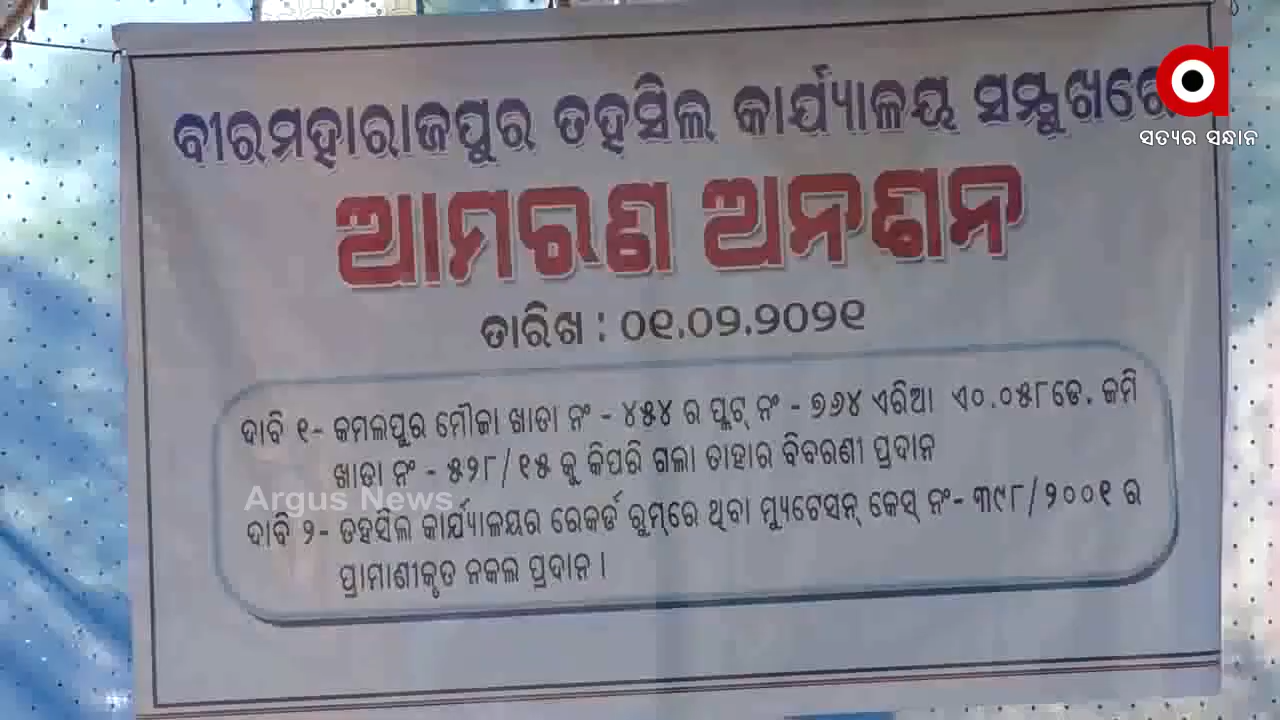 ବୀରମହାରାଜପୁର ତହସିଲ କାର୍ଯ୍ୟାଳୟ ସମ୍ମୁଖରେ
ସତ୍ୟର ସନ୍ଧାନ
ଆମରଣ ଅନଶନ
ତାରିଖ : ୦୧.୦୨.୨୦୨୧
ଦାବି ୧- କମଲପୁର ମୌଜା ଖାତା ନଂ - ୪୫୪ ର ପ୍ଲଟ୍ ନଂ - ୭୬୪ ଏରିଆ ଏ୦.୦୫୮ଡେ. ଜମି
ଖାତା ନଂ - ୫୨୮/୧୫ କୁ କିପରି ଗଲା ତାହାର ବିବରଣୀ ପ୍ରଦାନ
Argus News
ଦାବି ୨- ତହସିଲ କାର୍ଯ୍ୟାଳୟର ରେକର୍ଡ ରୁମ୍‌ରେ ଥିବା ମ୍ୟୁଟେସନ୍ କେସ୍ ନଂ- ୩୯୮/୨୦୦୧ ର
ପ୍ରାମାଣୀକୃତ ନକଲ ପ୍ରଦାନ ।